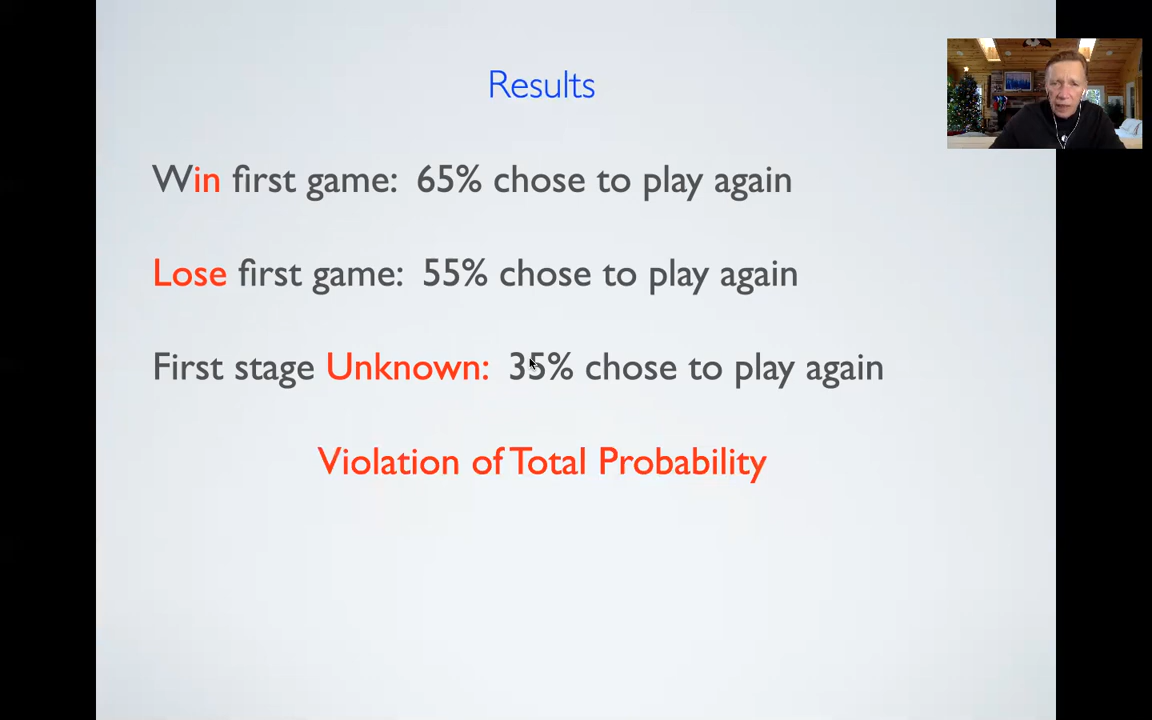 Results
Win first game: 65% chose to play again
Lose first game: 55% chose to play again
First stage Unknown: 35% chose to play again
Violation of Total Probability